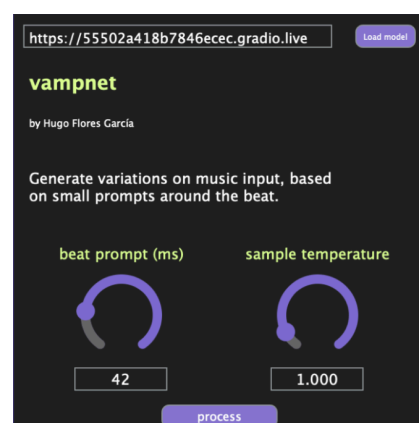 https://55502a418b7846ecec.gradio.live
Load model
vampnet
by Hugo Flores García
Generate variations on music input, based
on small prompts around the beat.
beat prompt (ms)
sample temperature
42
1.000
process